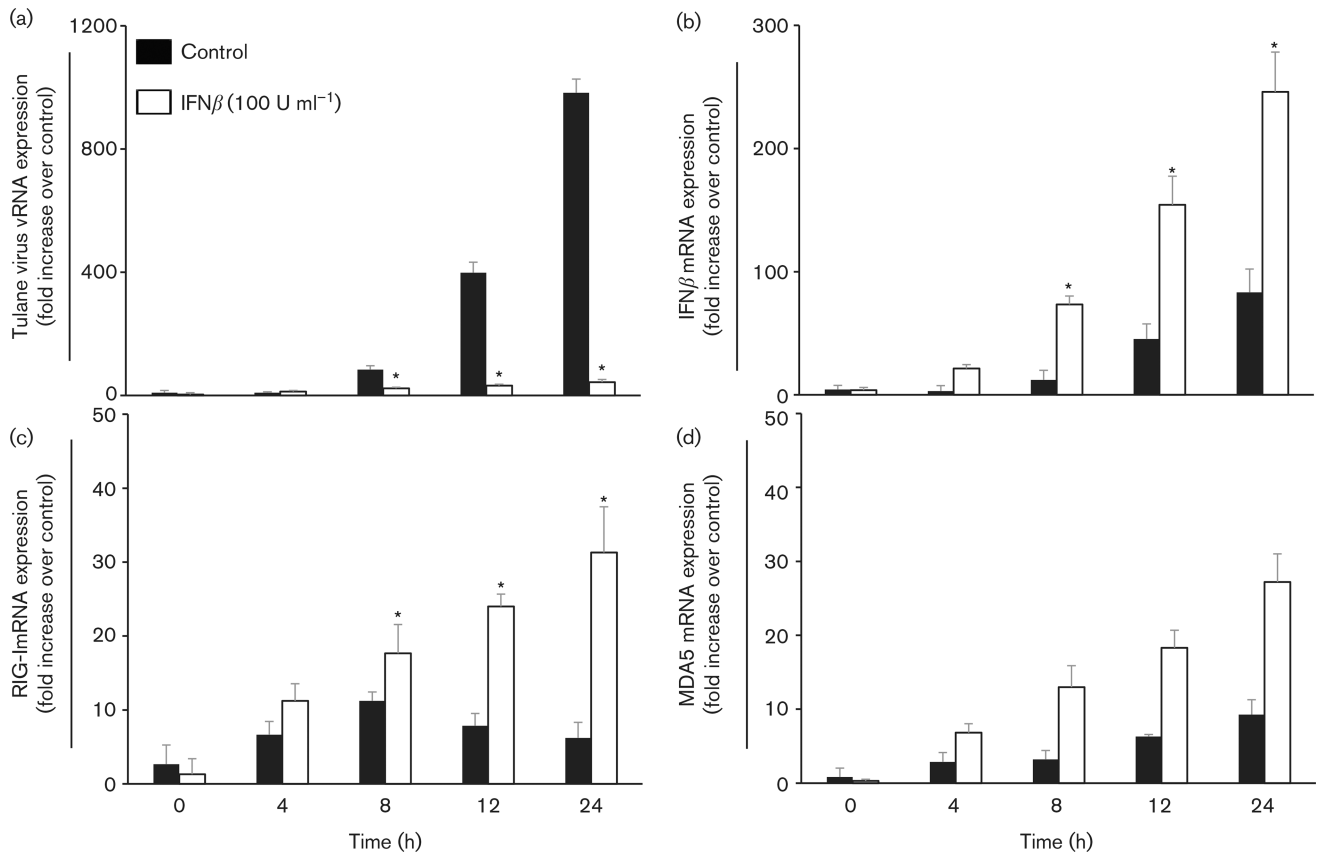 (a)
1200
800
400
0
Tulane virus vRNA expression
(fold increase over control)
Control
IFNβ (100 U ml⁻¹)
* * *
(b)
300
200
100
0
IFNβ mRNA expression
(fold increase over control)
* * *
(c)
50
40
30
20
10
0
RIG-ImRNA expression
(fold increase over control)
* * *
0 4 8 12 24
Time (h)
(d)
50
40
30
20
10
0
MDA5 mRNA expression
(fold increase over control)
0 4 8 12 24
Time (h)